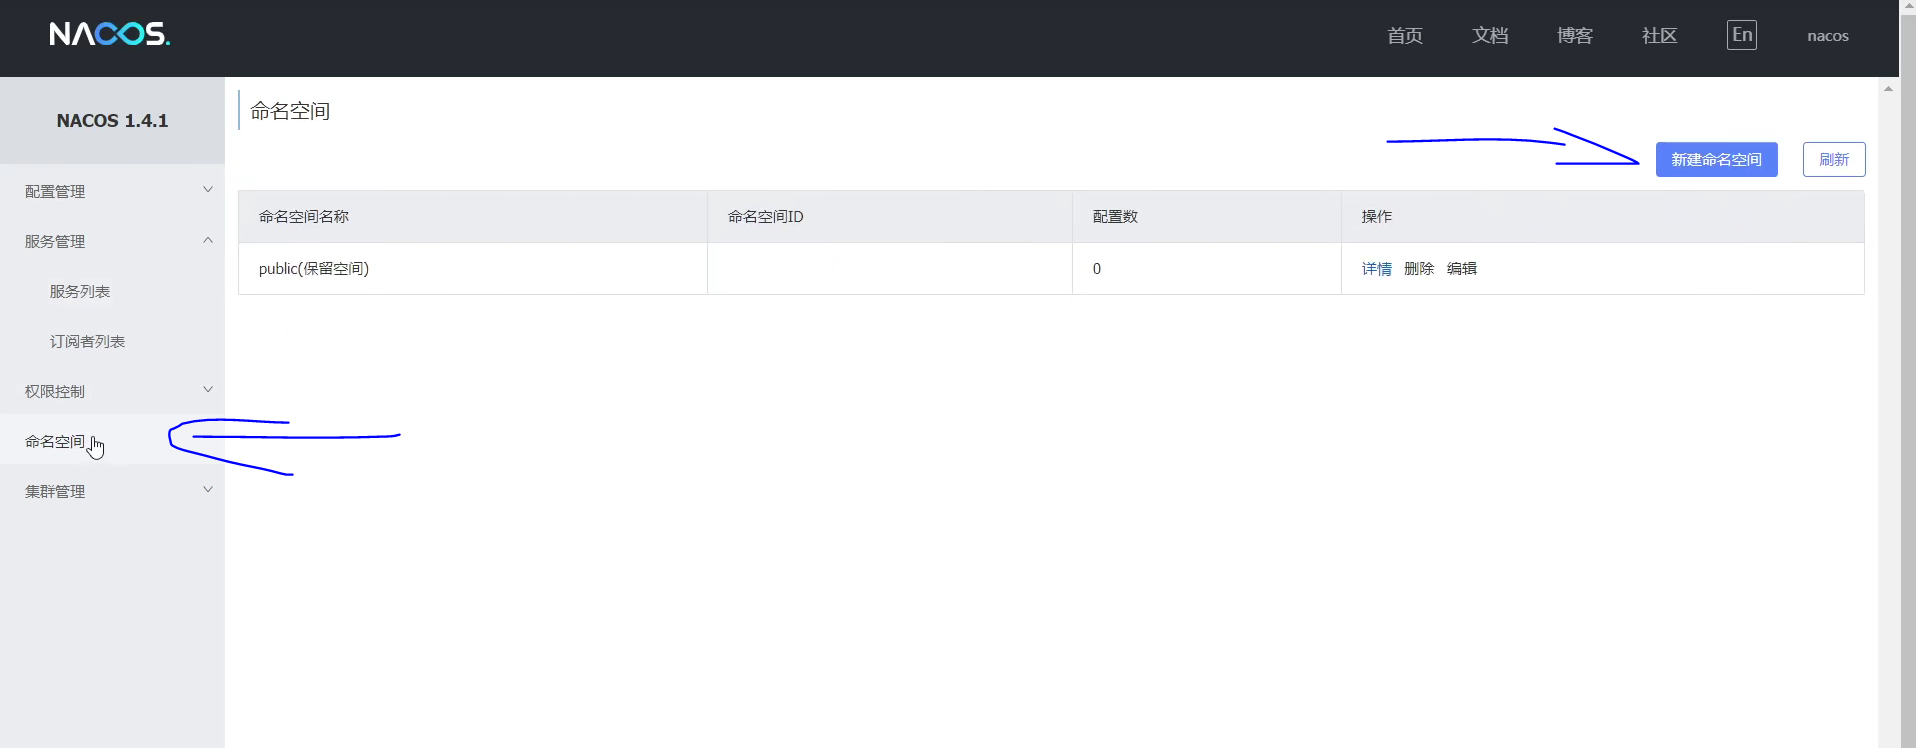 NACOS.
首页 文档 博客 社区 En nacos
NACOS 1.4.1
配置管理
服务管理
服务列表
订阅者列表
权限控制
命名空间
集群管理
命名空间
新建命名空间 刷新
命名空间名称 命名空间ID 配置数 操作
public(保留空间) 0 详情 删除 编辑